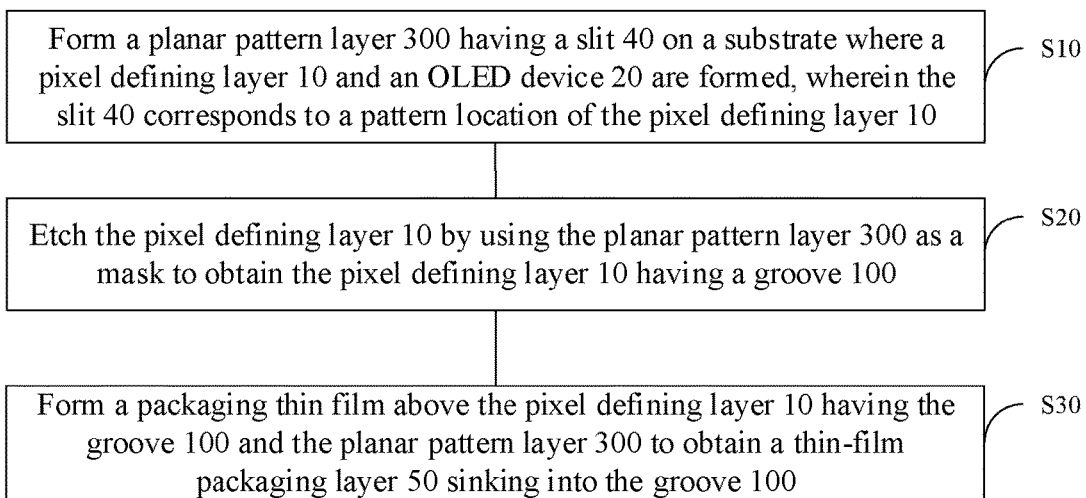 Form a planar pattern layer 300 having a slit 40 on a substrate where a
pixel defining layer 10 and an OLED device 20 are formed, wherein the
slit 40 corresponds to a pattern location of the pixel defining layer 10
S10
Etch the pixel defining layer 10 by using the planar pattern layer 300 as a
mask to obtain the pixel defining layer 10 having a groove 100
S20
Form a packaging thin film above the pixel defining layer 10 having the
groove 100 and the planar pattern layer 300 to obtain a thin-film
packaging layer 50 sinking into the groove 100
S30